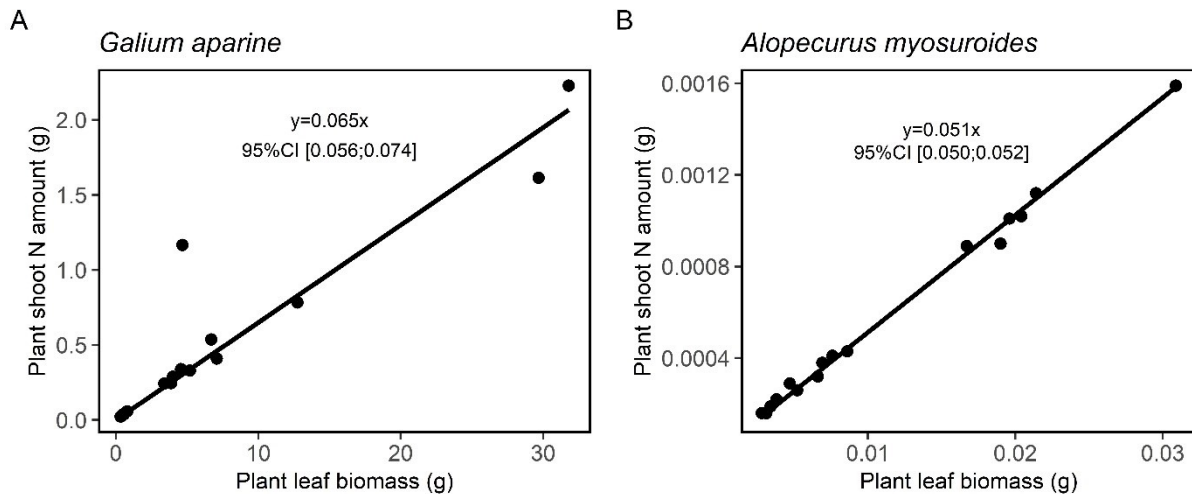 A
Galium aparine
y=0.065x
95%CI [0.056;0.074]
Plant shoot N amount (g)
2.0
1.5
1.0
0.5
0.0
0
10
20
30
Plant leaf biomass (g)
B
Alopecurus myosuroides
y=0.051x
95%CI [0.050;0.052]
Plant shoot N amount (g)
0.0016
0.0012
0.0008
0.0004
0.01
0.02
0.03
Plant leaf biomass (g)